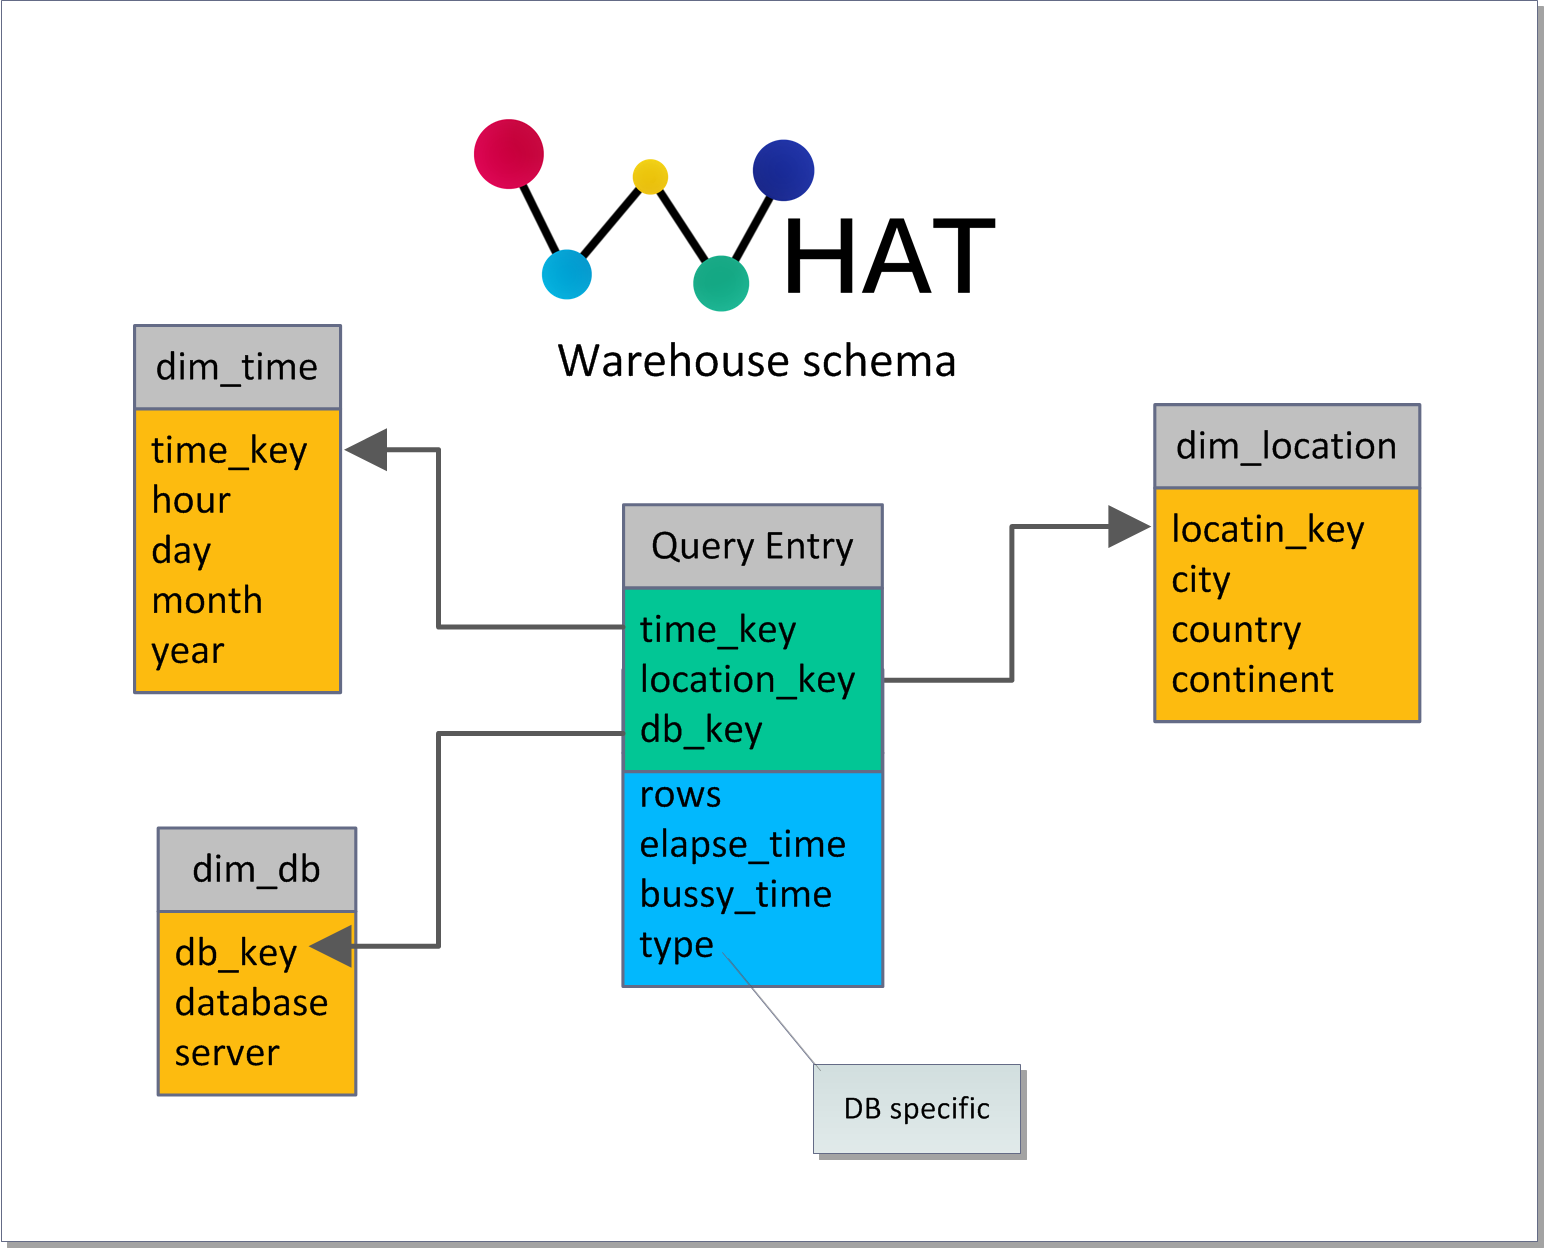 WHAT
Warehouse schema
dim_time
time_key
hour
day
month
year
dim_location
locatin_key
city
country
continent
Query Entry
time_key
location_key
db_key
rows
elapse_time
bussy_time
type
dim_db
db_key
database
server
DB specific